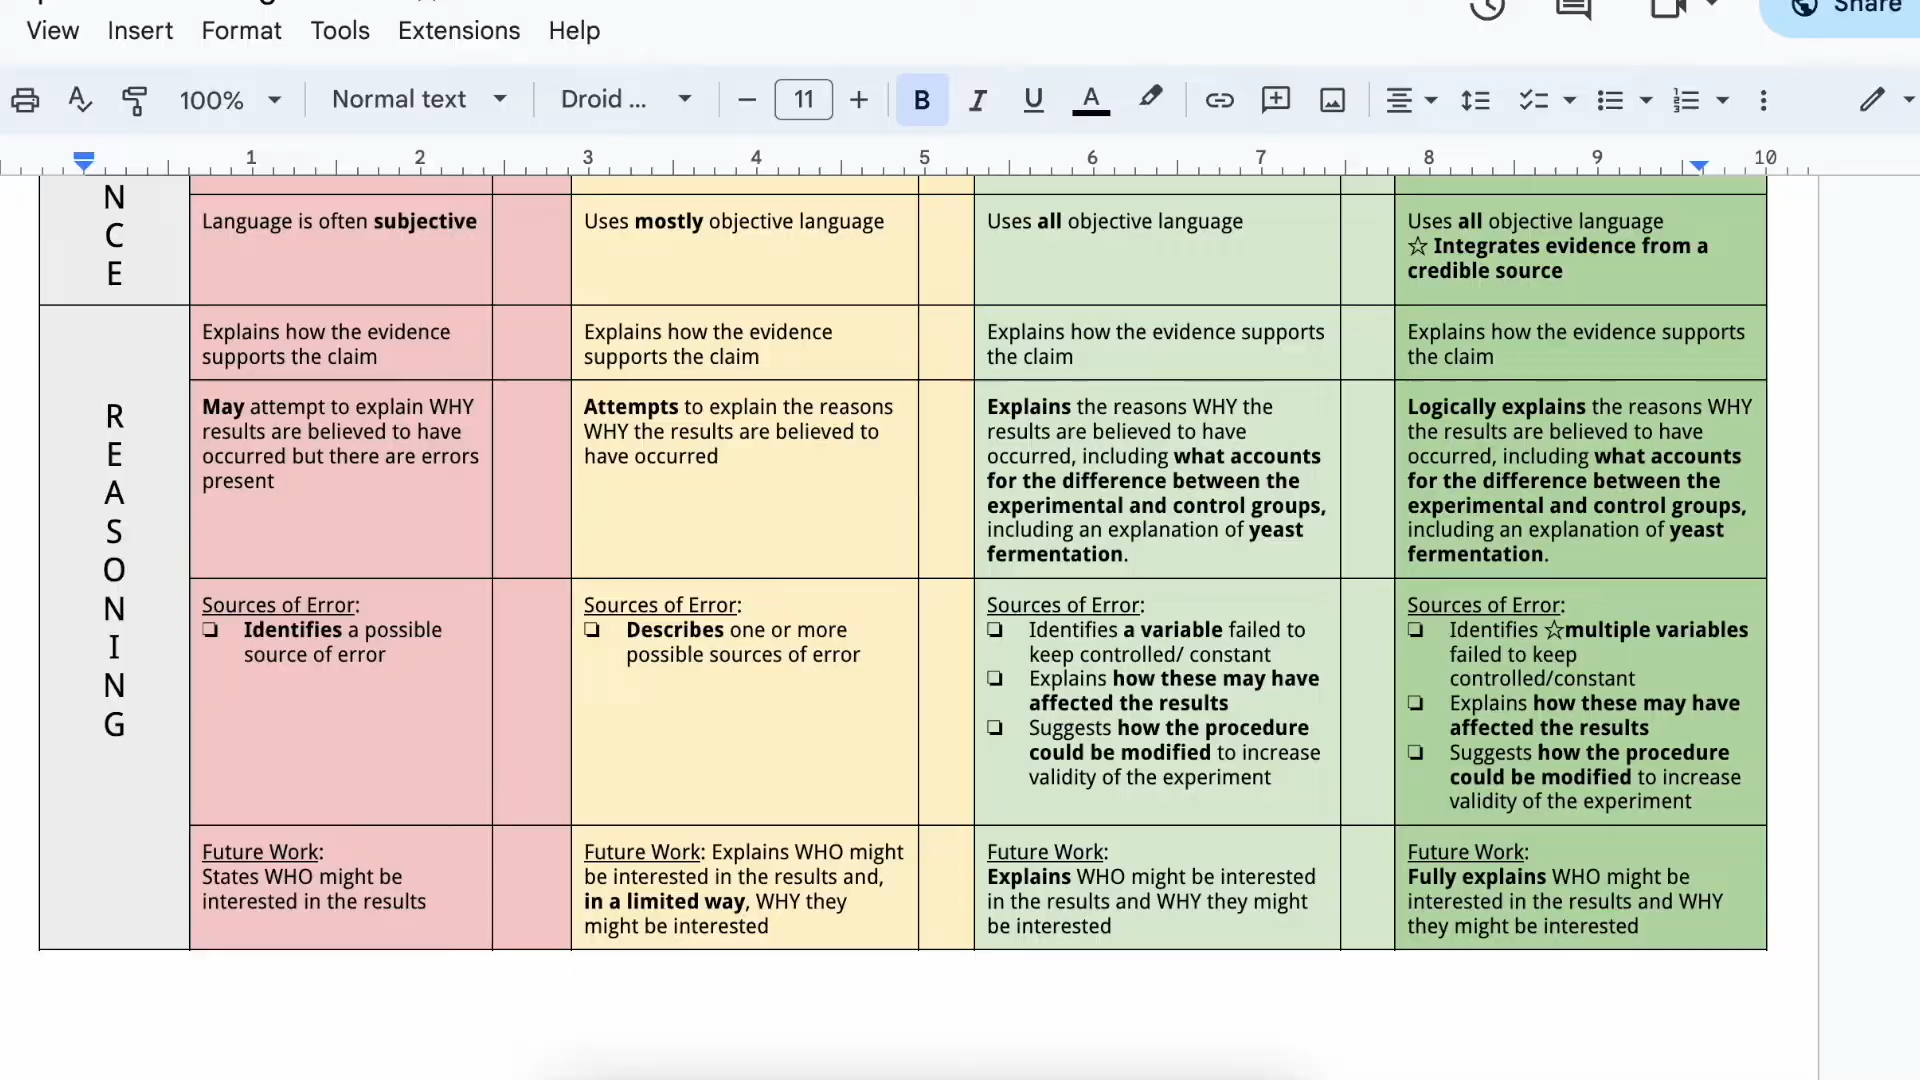 View Insert Format Tools Extensions Help
Share
100% Normal text Droid ... 11 B I U A
1 2 3 4 5 6 7 8 9 10
N
C
E
Language is often subjective
Uses mostly objective language
Uses all objective language
Uses all objective language
☆ Integrates evidence from a
credible source
R
E
A
S
O
N
I
N
G
Explains how the evidence
supports the claim
Explains how the evidence
supports the claim
Explains how the evidence supports
the claim
Explains how the evidence supports
the claim
May attempt to explain WHY
results are believed to have
occurred but there are errors
present
Attempts to explain the reasons
WHY the results are believed to
have occurred
Explains the reasons WHY the
results are believed to have
occurred, including what accounts
for the difference between the
experimental and control groups,
including an explanation of yeast
fermentation.
Logically explains the reasons WHY
the results are believed to have
occurred, including what accounts
for the difference between the
experimental and control groups,
including an explanation of yeast
fermentation.
Sources of Error:
❏ Identifies a possible
source of error
Sources of Error:
❏ Describes one or more
possible sources of error
Sources of Error:
❏ Identifies a variable failed to
keep controlled/ constant
❏ Explains how these may have
affected the results
❏ Suggests how the procedure
could be modified to increase
validity of the experiment
Sources of Error:
❏ Identifies ☆multiple variables
failed to keep
controlled/constant
❏ Explains how these may have
affected the results
❏ Suggests how the procedure
could be modified to increase
validity of the experiment
Future Work:
States WHO might be
interested in the results
Future Work: Explains WHO might
be interested in the results and,
in a limited way, WHY they
might be interested
Future Work:
Explains WHO might be interested
in the results and WHY they might
be interested
Future Work:
Fully explains WHO might be
interested in the results and WHY
they might be interested